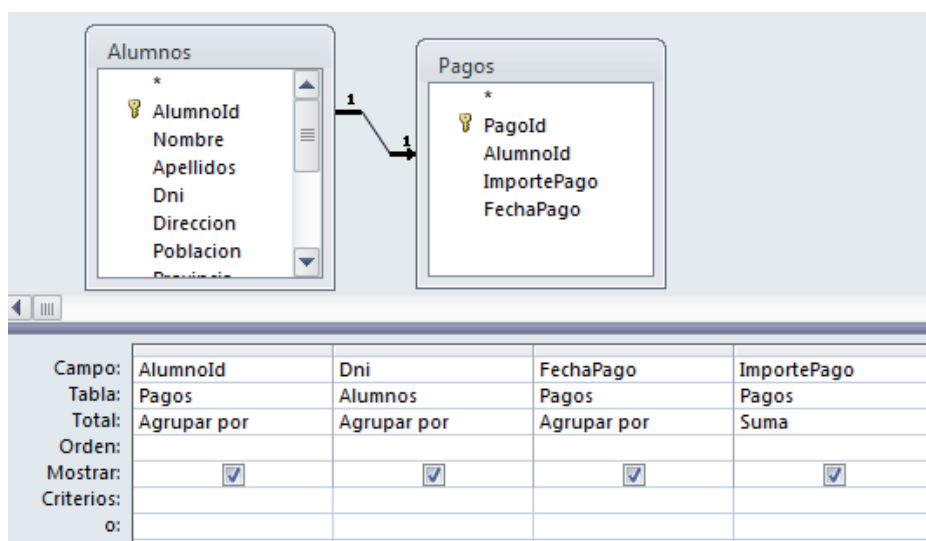 Alumnos
*
AlumnoId
Nombre
Apellidos
Dni
Direccion
Poblacion
1
1
Pagos
*
PagoId
AlumnoId
ImportePago
FechaPago
Campo: AlumnoId Dni FechaPago ImportePago
Tabla: Pagos Alumnos Pagos Pagos
Total: Agrupar por Agrupar por Agrupar por Suma
Orden:
Mostrar:
Criterios:
o: